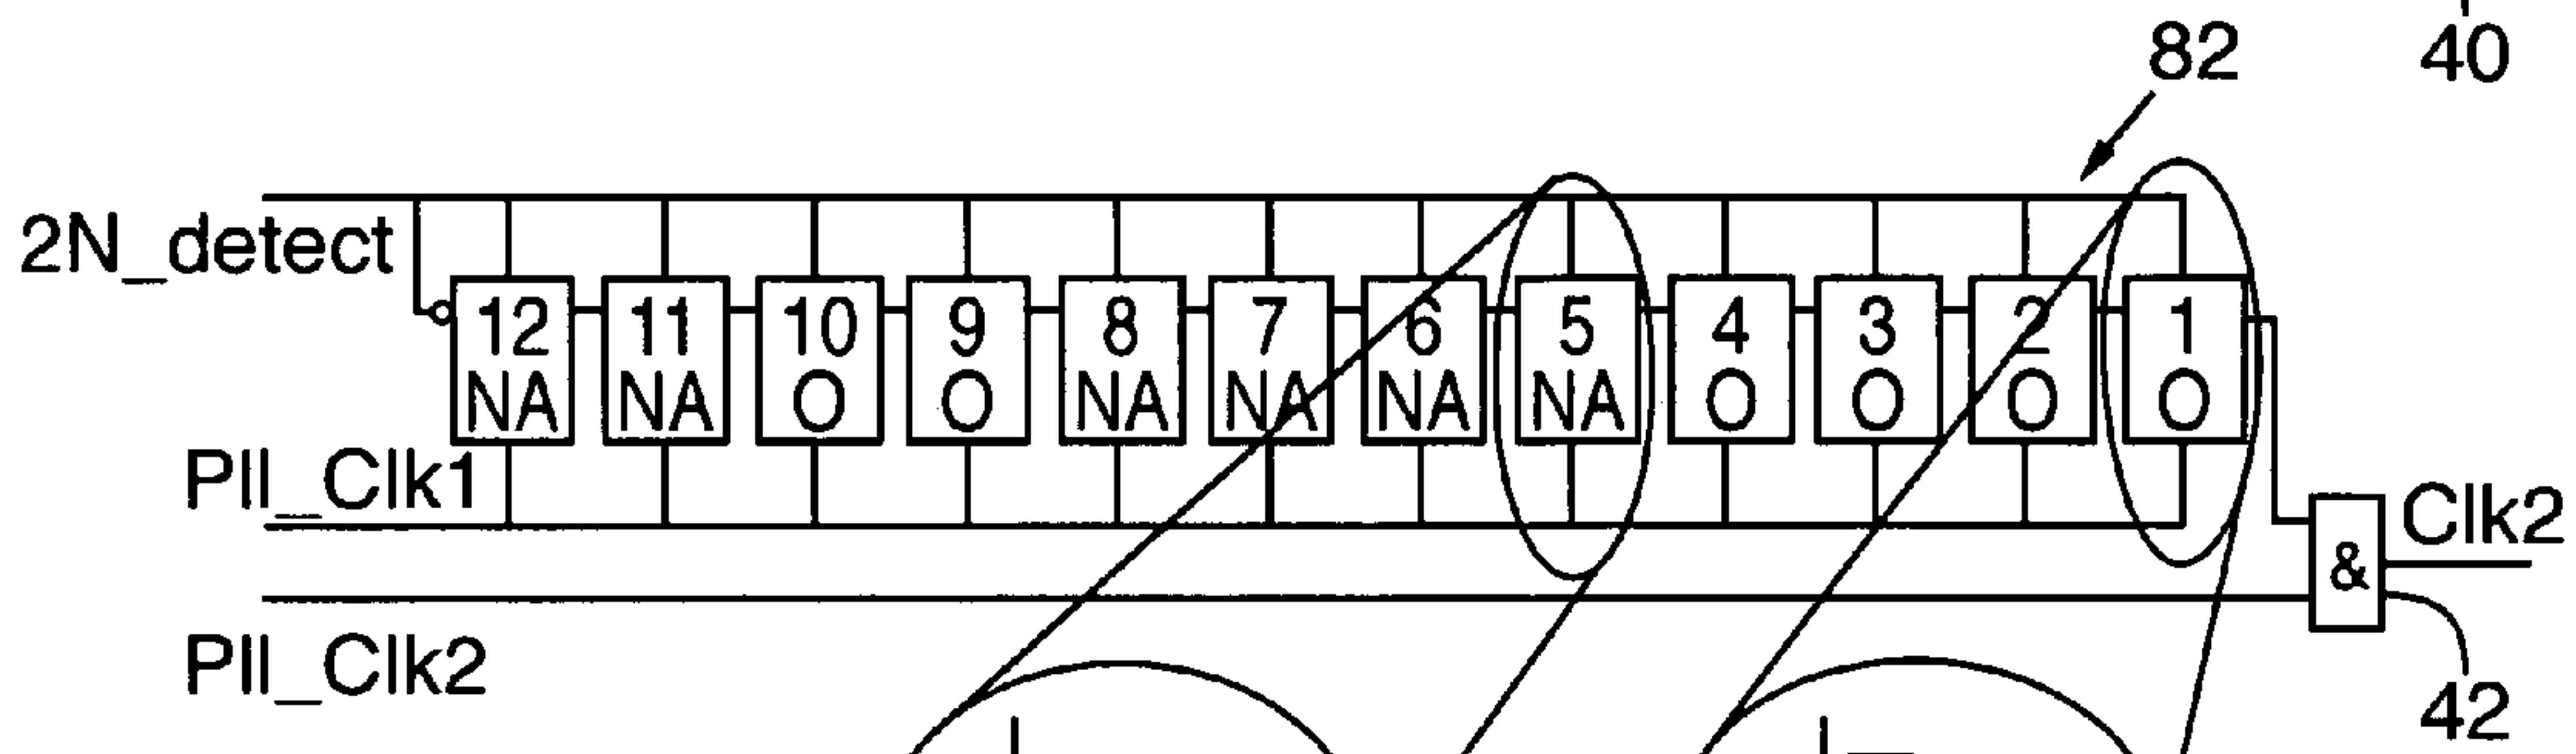 82
40
2N_detect
12 11 10 9 8 7 6 5 4 3 2 1
NA NA O O NA NA NA NA O O O O
Pll_Clk1
Clk2
&
Pll_Clk2
42